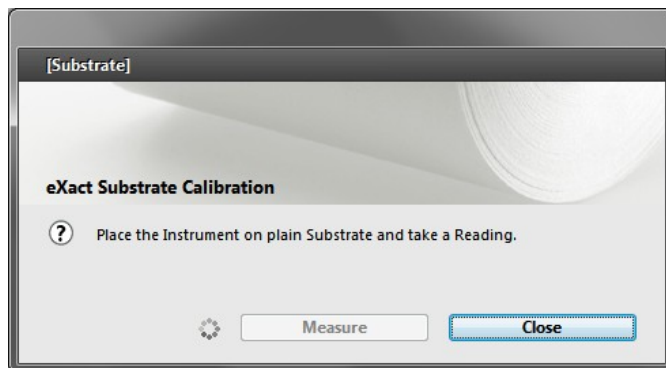 [Substrate]
eXact Substrate Calibration
? Place the Instrument on plain Substrate and take a Reading.
Measure Close